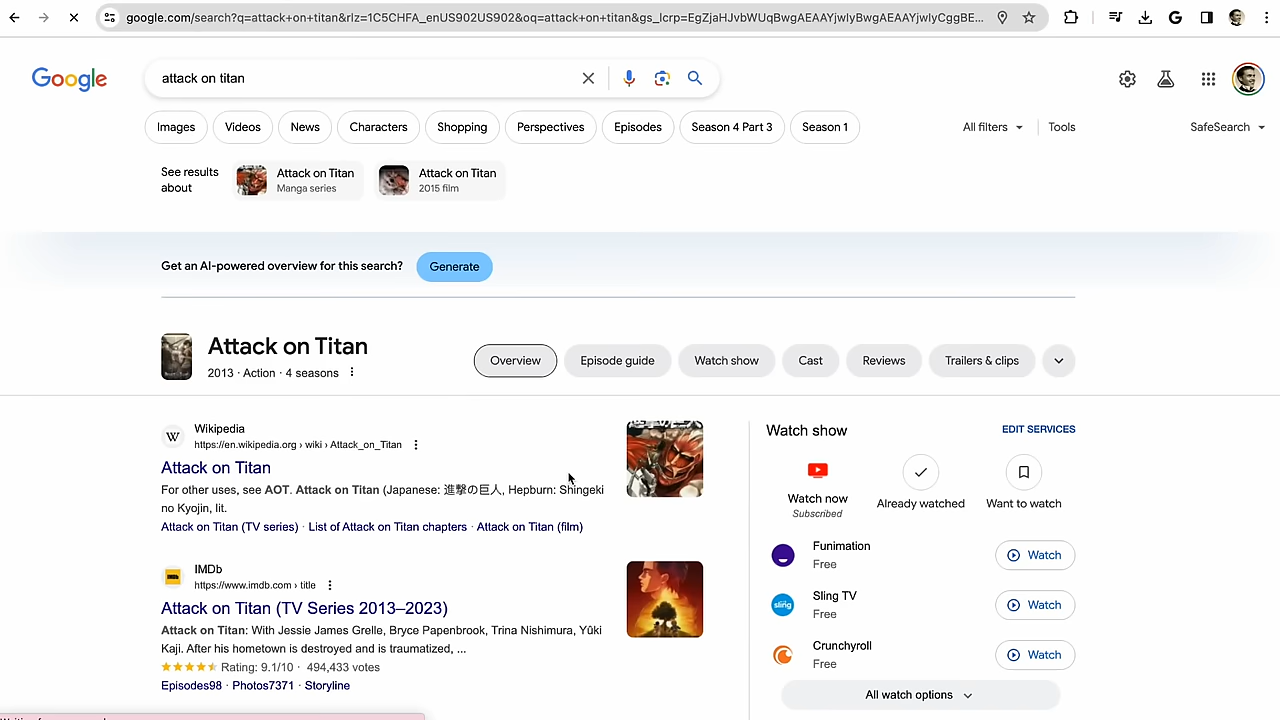 google.com/search?q=attack+on+titan&rlz=1C5CHFA_enUS902US902&oq=attack+on+titan&gs_lcrp=EgZjaHJvbWUqBwgAEAAYjwIyBwgAEAAYjwIyCggBE...
Google
attack on titan
Images
Videos
News
Characters
Shopping
Perspectives
Episodes
Season 4 Part 3
Season 1
All filters
Tools
SafeSearch
See results about
Attack on Titan
Manga series
Attack on Titan
2015 film
Get an AI-powered overview for this search?
Generate
Attack on Titan
2013 · Action · 4 seasons
Overview
Episode guide
Watch show
Cast
Reviews
Trailers & clips
W
Wikipedia
https://en.wikipedia.org › wiki › Attack_on_Titan
Attack on Titan
For other uses, see AOT. Attack on Titan (Japanese: 進撃の巨人, Hepburn: Shingeki
no Kyojin, lit.
Attack on Titan (TV series) · List of Attack on Titan chapters · Attack on Titan (film)
IMDb
https://www.imdb.com › title
Attack on Titan (TV Series 2013–2023)
Attack on Titan: With Jessie James Grelle, Bryce Papenbrook, Trina Nishimura, Yûki
Kaji. After his hometown is destroyed and is traumatized, ...
Rating: 9.1/10 · 494,433 votes
Episodes98 · Photos7371 · Storyline
Watch show
EDIT SERVICES
Watch now
Subscribed
Already watched
Want to watch
Funimation
Free
Watch
sling
Sling TV
Free
Watch
Crunchyroll
Free
Watch
All watch options